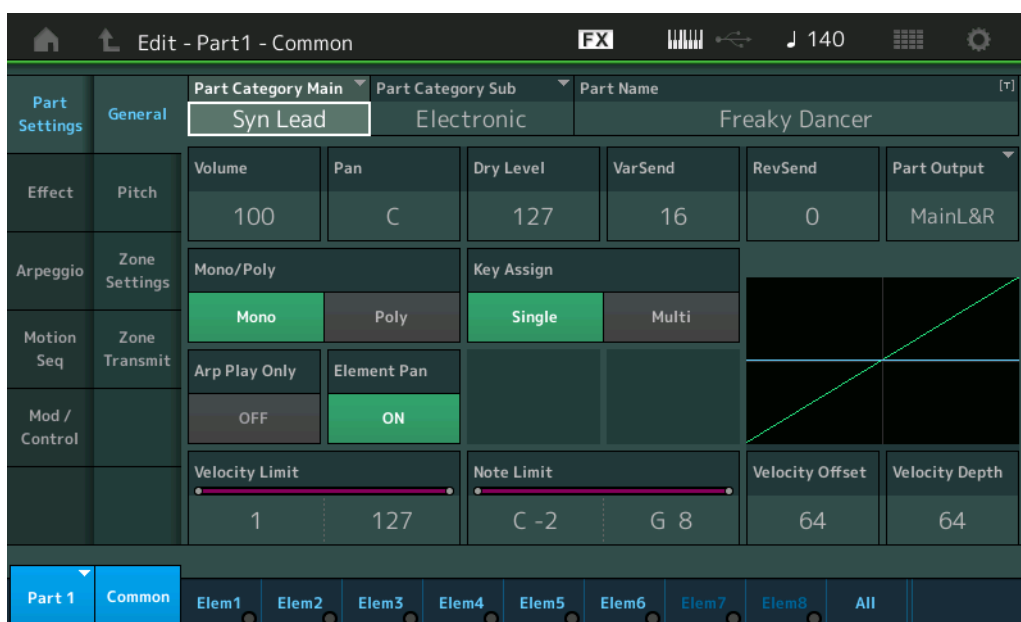 Edit - Part1 - Common
FX
140
Part Settings
General
Part Category Main
Part Category Sub
Part Name
[T]
Syn Lead
Electronic
Freaky Dancer
Effect
Pitch
Volume
Pan
Dry Level
VarSend
RevSend
Part Output
100
C
127
16
0
MainL&R
Arpeggio
Zone Settings
Mono/Poly
Key Assign
Mono
Poly
Single
Multi
Motion Seq
Zone Transmit
Arp Play Only
Element Pan
OFF
ON
Mod / Control
Velocity Limit
Note Limit
Velocity Offset
Velocity Depth
1
127
C -2
G 8
64
64
Part 1
Common
Elem1
Elem2
Elem3
Elem4
Elem5
Elem6
Elem7
Elem8
All